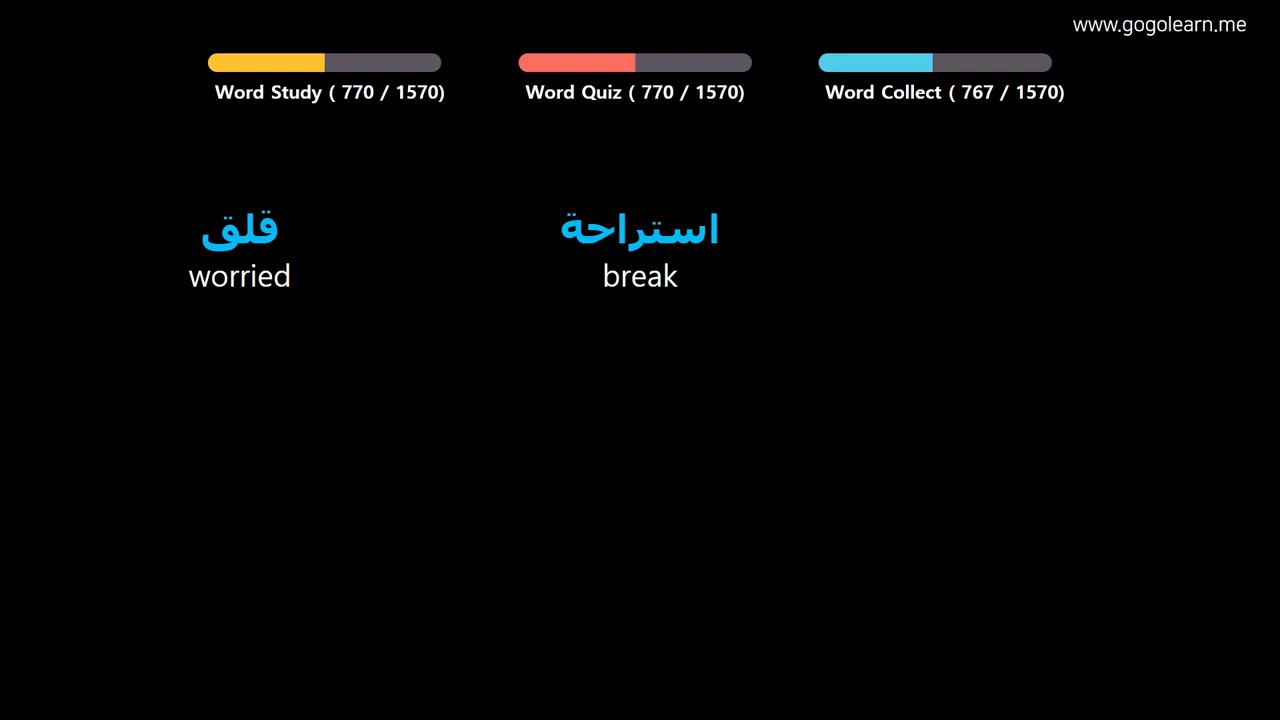 www.gogolearn.me
Word Study ( 770 / 1570)
Word Quiz ( 770 / 1570)
Word Collect ( 767 / 1570)
قلق
worried
استراحة
break